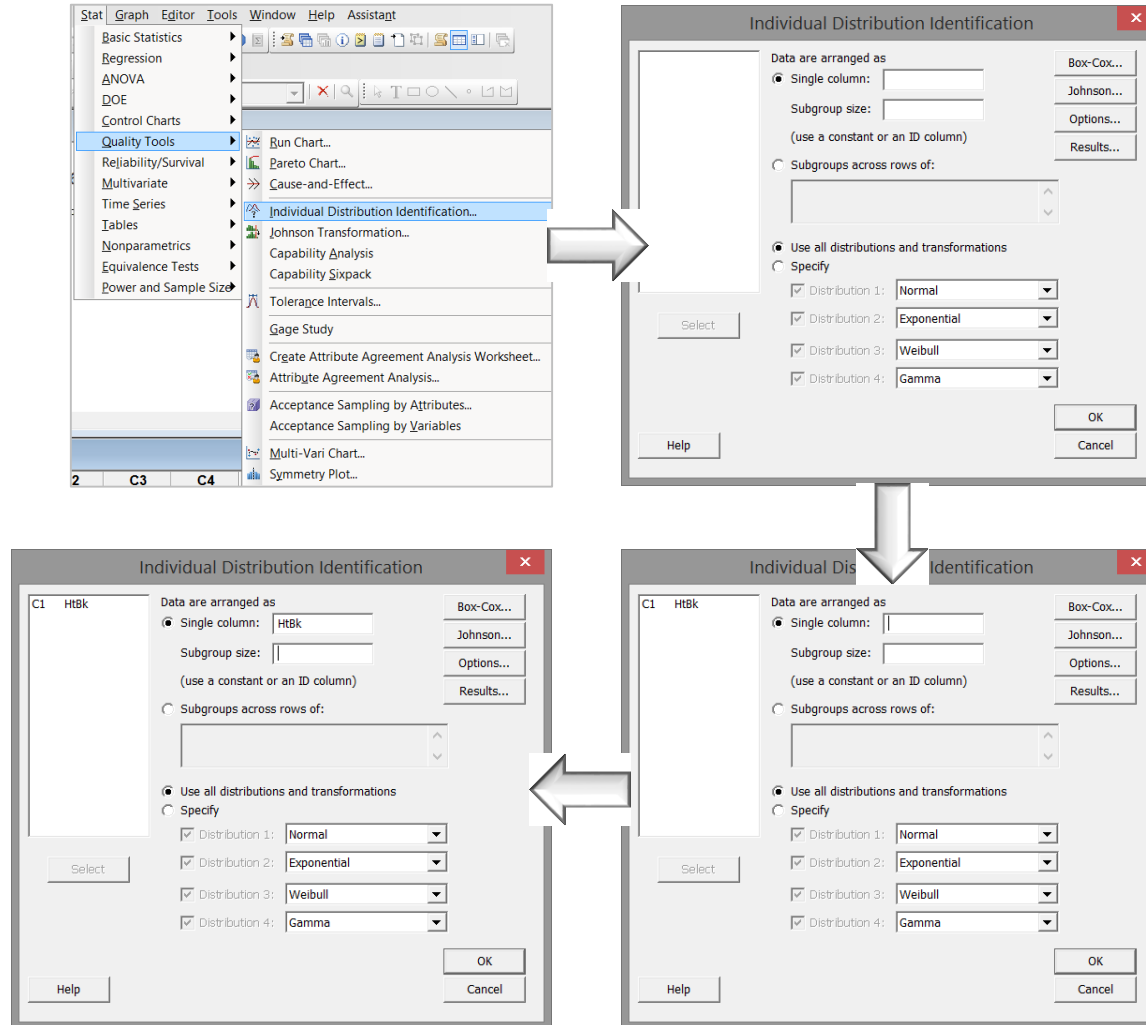 Stat Graph Editor Tools Window Help Assistant
Basic Statistics
Regression
ANOVA
DOE
Control Charts
Quality Tools
Reliability/Survival
Multivariate
Time Series
Tables
Nonparametrics
Equivalence Tests
Power and Sample Size
Run Chart...
Pareto Chart...
Cause-and-Effect...
Individual Distribution Identification...
Johnson Transformation...
Capability Analysis
Capability Sixpack
Tolerance Intervals...
Gage Study
Create Attribute Agreement Analysis Worksheet...
Attribute Agreement Analysis...
Acceptance Sampling by Attributes...
Acceptance Sampling by Variables
Multi-Vari Chart...
Symmetry Plot...
2 C3 C4
Individual Distribution Identification
Data are arranged as
Single column:
Subgroup size:
(use a constant or an ID column)
Subgroups across rows of:
Use all distributions and transformations
Specify
Distribution 1: Normal
Distribution 2: Exponential
Distribution 3: Weibull
Distribution 4: Gamma
Box-Cox...
Johnson...
Options...
Results...
Select
OK
Help
Cancel
Individual Dis Identification
C1 HtBk
Data are arranged as
Single column:
Subgroup size:
(use a constant or an ID column)
Subgroups across rows of:
Use all distributions and transformations
Specify
Distribution 1: Normal
Distribution 2: Exponential
Distribution 3: Weibull
Distribution 4: Gamma
Box-Cox...
Johnson...
Options...
Results...
Select
OK
Help
Cancel
Individual Distribution Identification
C1 HtBk
Data are arranged as
Single column: HtBk
Subgroup size:
(use a constant or an ID column)
Subgroups across rows of:
Use all distributions and transformations
Specify
Distribution 1: Normal
Distribution 2: Exponential
Distribution 3: Weibull
Distribution 4: Gamma
Box-Cox...
Johnson...
Options...
Results...
Select
OK
Help
Cancel